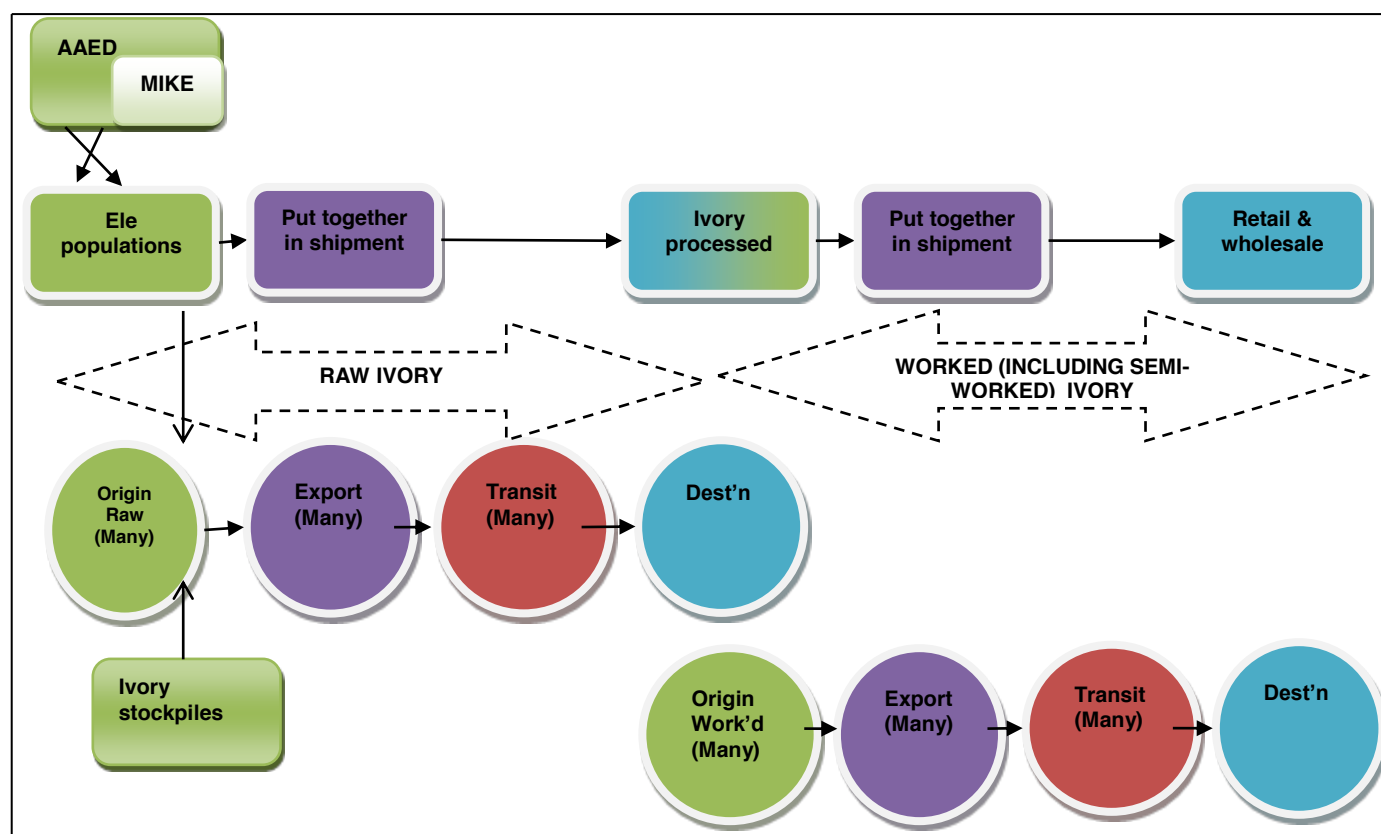 AAED
MIKE
Ele
populations
Put together
in shipment
Ivory
processed
Put together
in shipment
Retail &
wholesale
RAW IVORY
WORKED (INCLUDING SEMI-
WORKED) IVORY
Origin
Raw
(Many)
Export
(Many)
Transit
(Many)
Dest'n
Ivory
stockpiles
Origin
Work'd
(Many)
Export
(Many)
Transit
(Many)
Dest'n